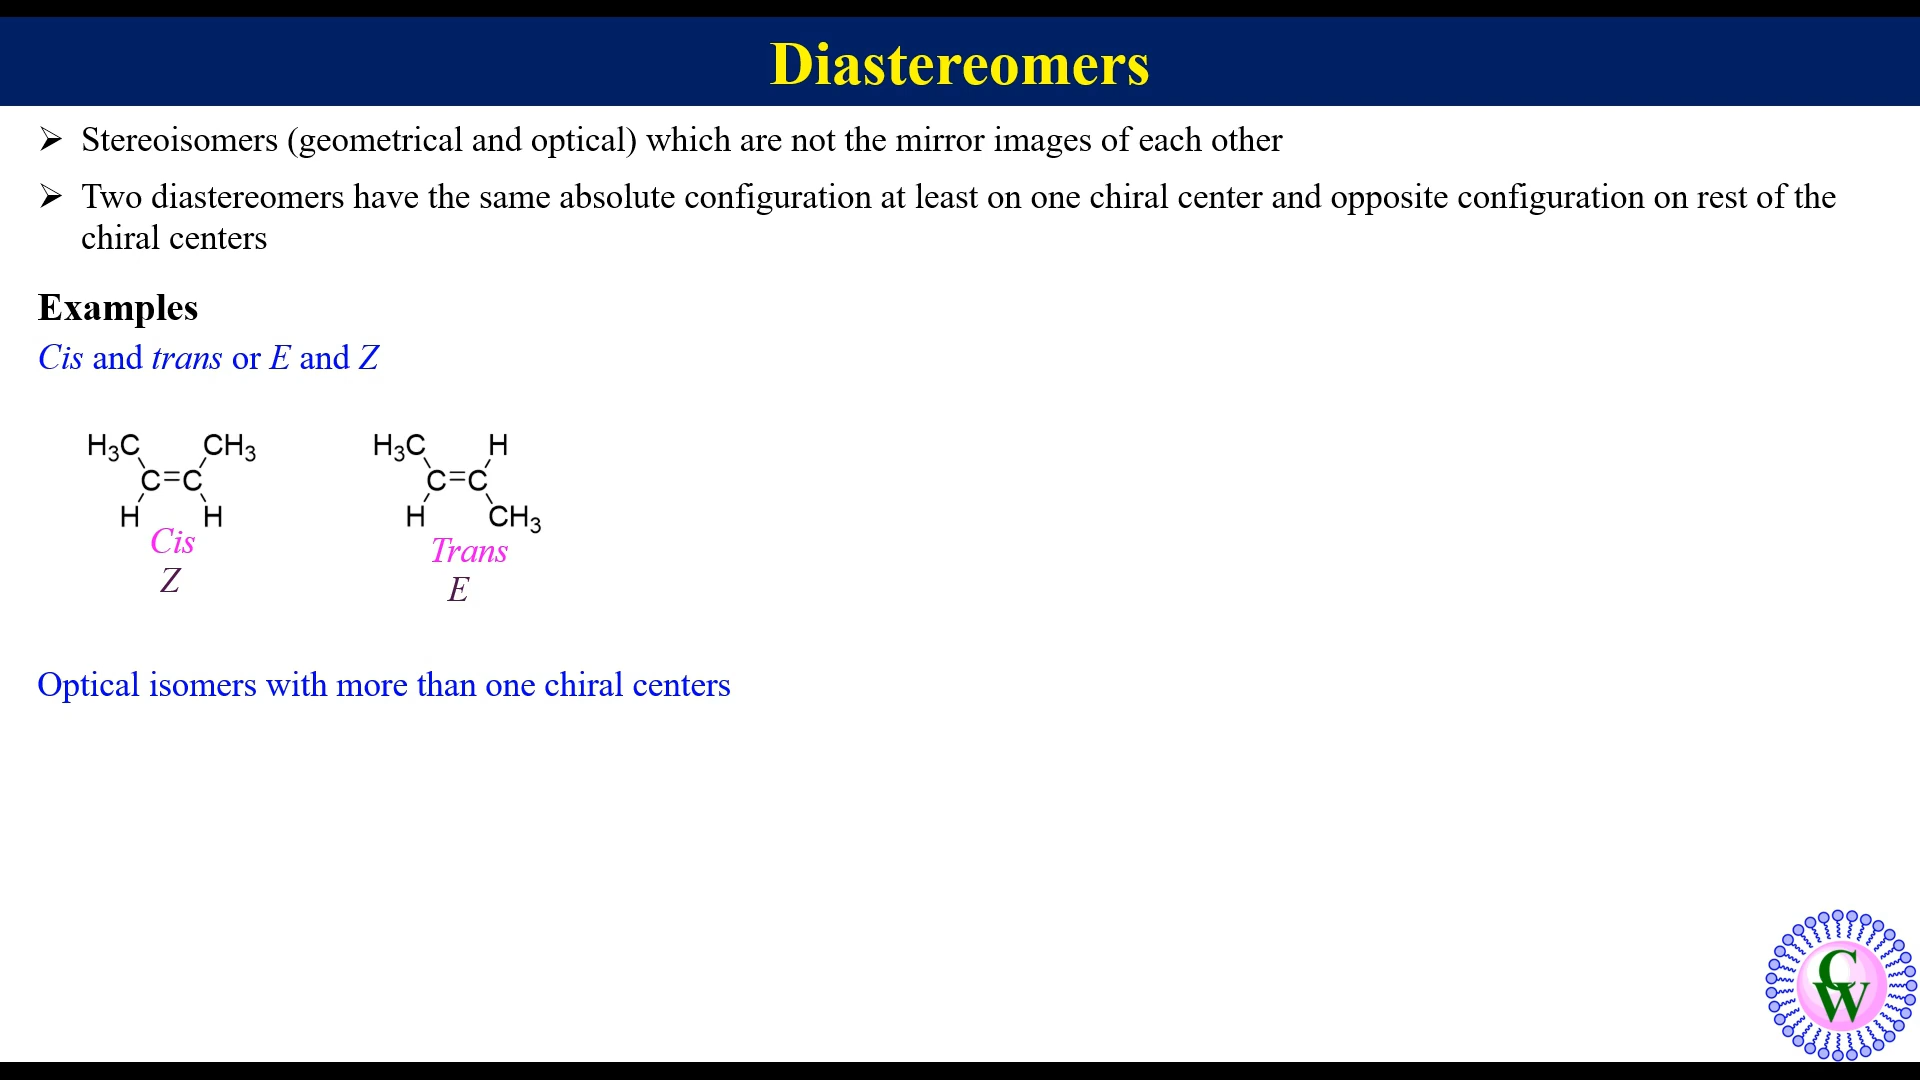 Diastereomers
➢ Stereoisomers (geometrical and optical) which are not the mirror images of each other
➢ Two diastereomers have the same absolute configuration at least on one chiral center and opposite configuration on rest of the
chiral centers
Examples
Cis and trans or E and Z
H₃C CH₃ H₃C H
C=C C=C
H H H CH₃
Cis Trans
Z E
Optical isomers with more than one chiral centers
C
W